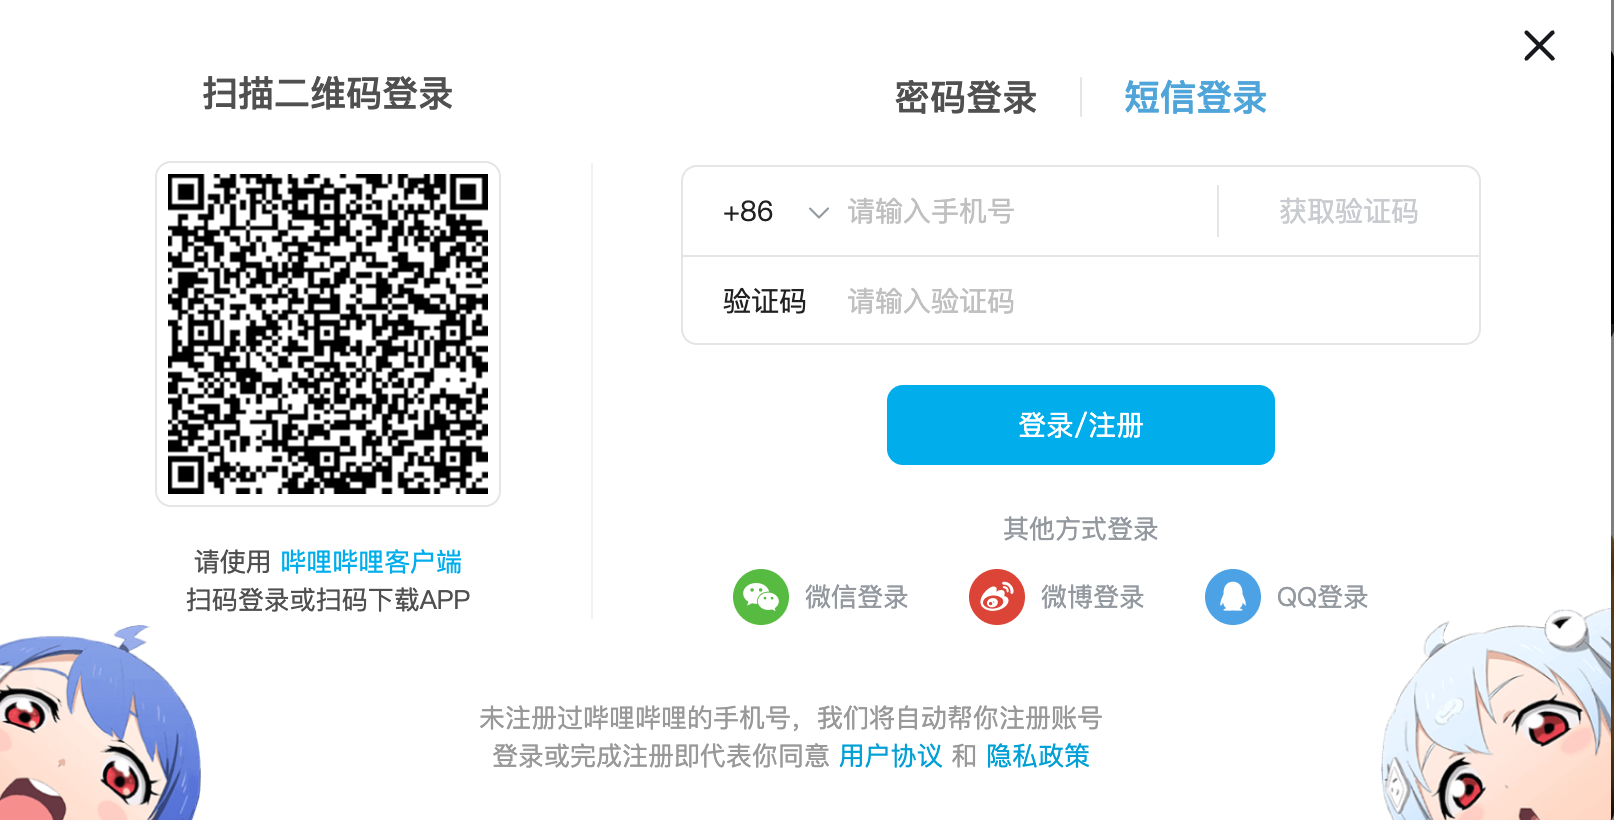 扫描二维码登录
请使用 哔哩哔哩客户端
扫码登录或扫码下载APP
密码登录
短信登录
+86 请输入手机号 获取验证码
验证码 请输入验证码
登录/注册
其他方式登录
微信登录 微博登录 QQ登录
未注册过哔哩哔哩的手机号，我们将自动帮你注册账号
登录或完成注册即代表你同意 用户协议 和 隐私政策